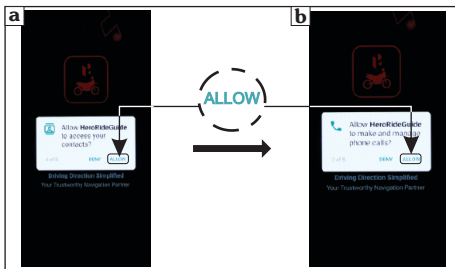 a
Allow HeroRideGuide
to access your
contacts?
DENY ALLOW
Driving Direction Simplified
Your Trustworthy Navigation Partner
ALLOW
b
Allow HeroRideGuide
to make and manage
phone calls?
DENY ALLOW
Driving Direction Simplified
Your Trustworthy Navigation Partner